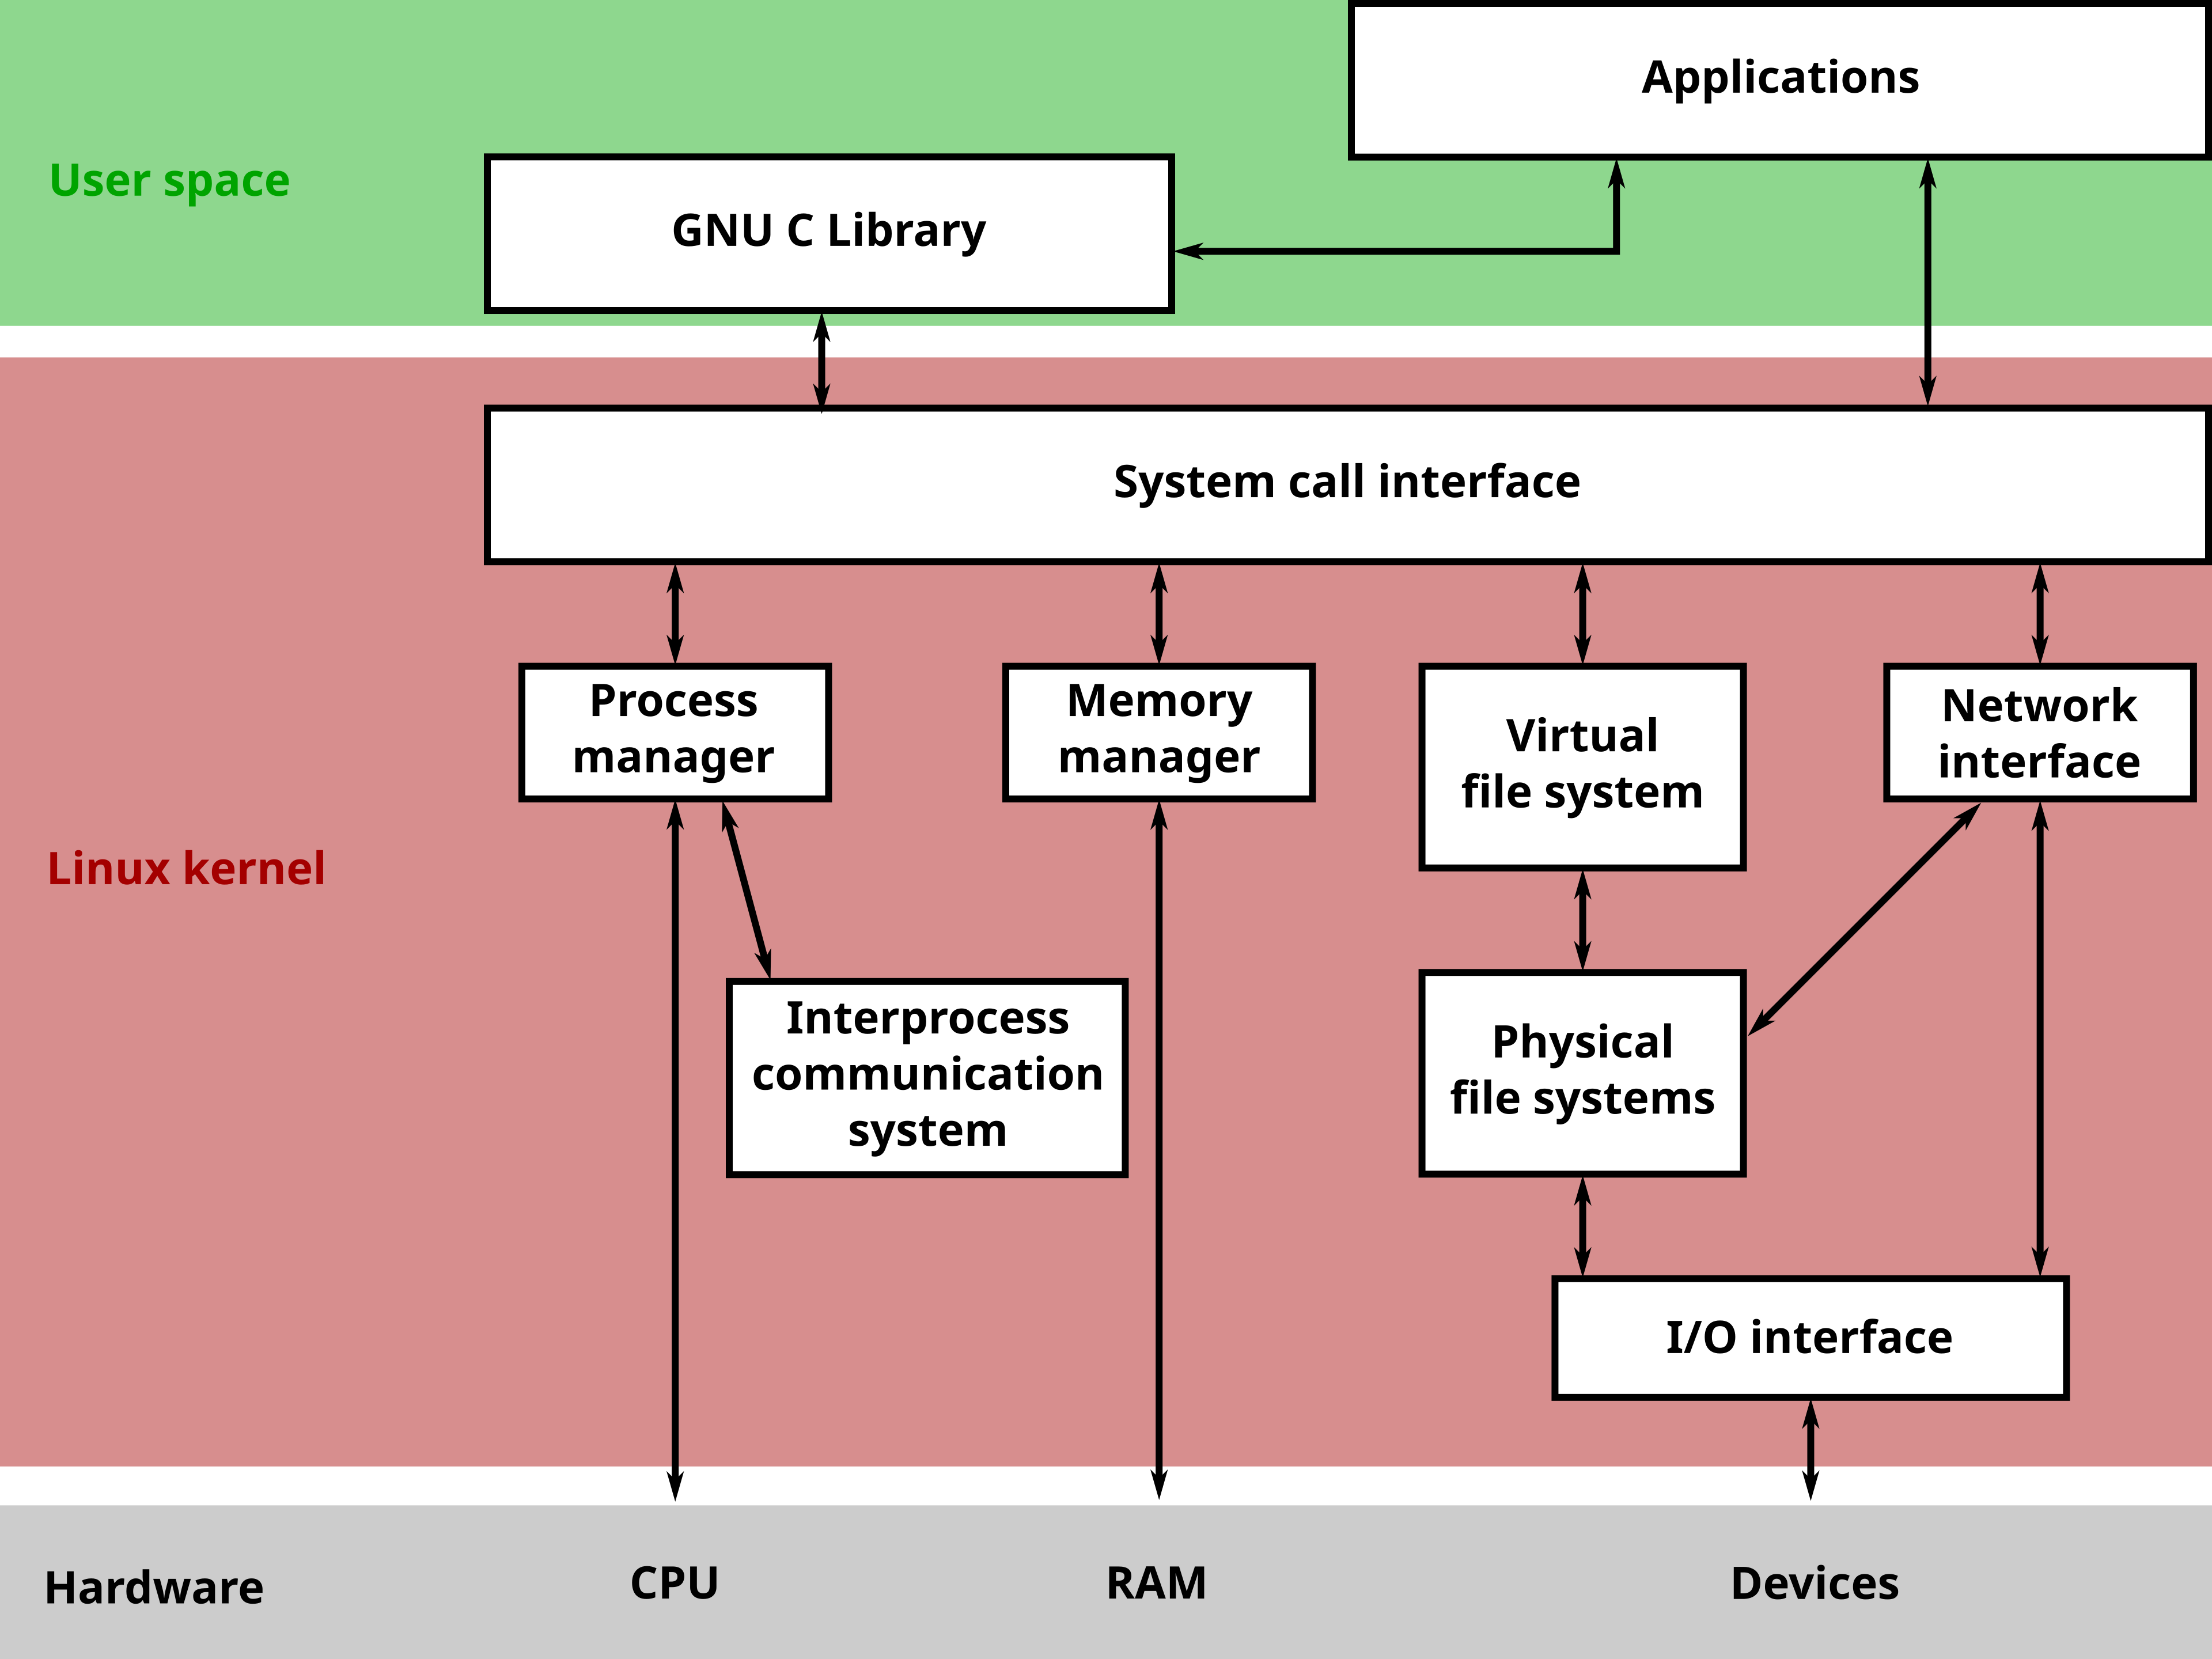 Applications
User space
GNU C Library
System call interface
Process
manager
Memory
manager
Virtual
file system
Network
interface
Linux kernel
Interprocess
communication
system
Physical
file systems
I/O interface
Hardware
CPU
RAM
Devices